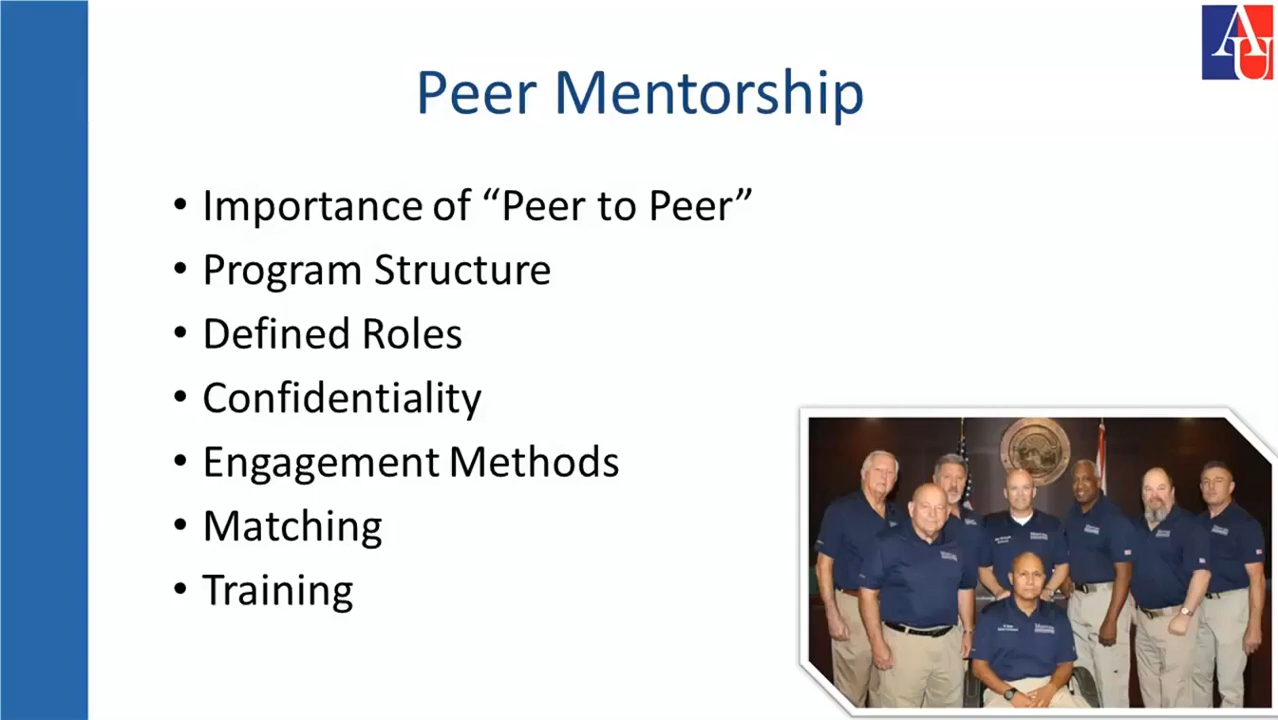 AU
Peer Mentorship
• Importance of “Peer to Peer”
• Program Structure
• Defined Roles
• Confidentiality
• Engagement Methods
• Matching
• Training